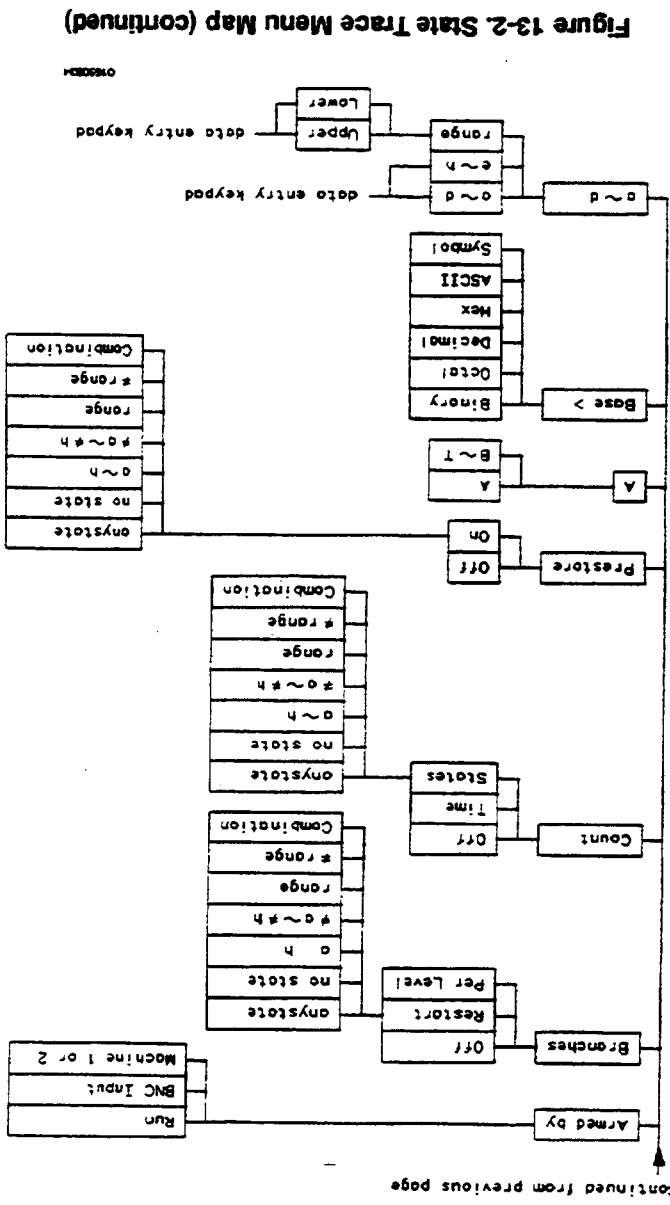 Continued from previous page
Armed by
Run
BNC Input
Machine 1 or 2
Branches
Off
Restart
Per Level
anystate
no state
a h
≠ a ~ ≠ h
range
≠ range
Combination
Count
Off
Time
States
anystate
no state
a ~ h
≠ a ~ ≠ h
range
≠ range
Combination
Prestore
Off
On
anystate
no state
a ~ h
≠ a ~ ≠ h
range
≠ range
Combination
A
A
B ~ T
Base >
Binary
Octal
Decimal
Hex
ASCII
Symbol
a ~ d
a ~ d
e ~ h
range
data entry keypad
Upper
Lower
data entry keypad
Figure 13-2. State Trace Menu Map (continued)